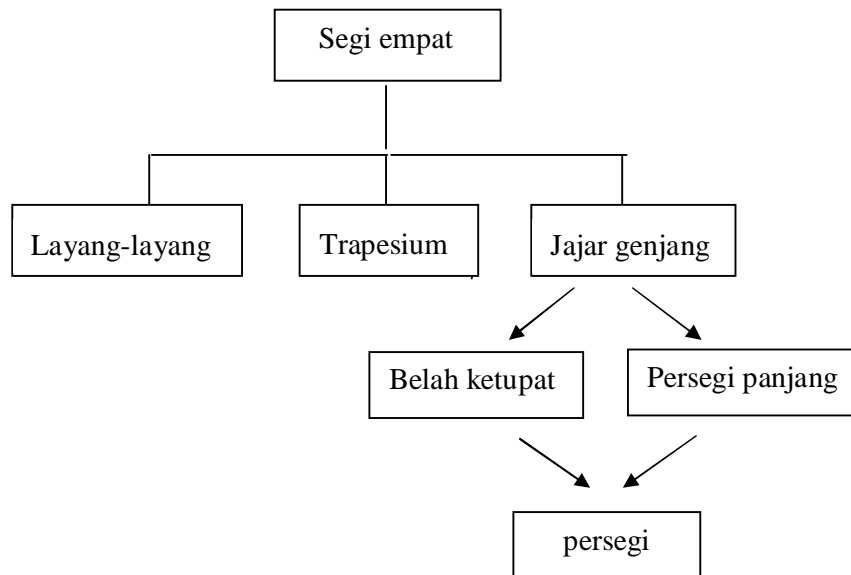 Segi empat
Layang-layang
Trapesium
Jajar genjang
Belah ketupat
Persegi panjang
persegi